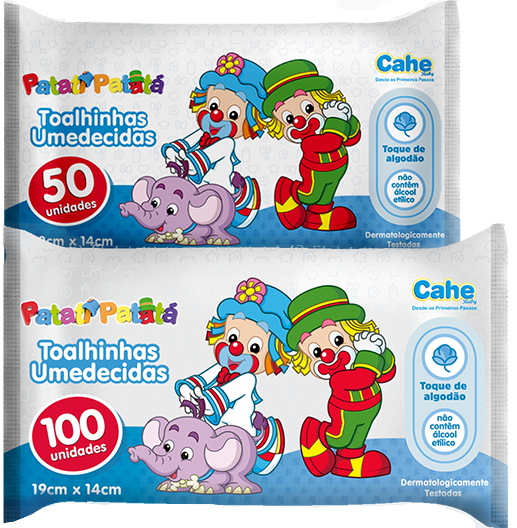 Patati Patatá
Toalhinhas
Umedecidas
50
unidades
14cm
Cahe
Baby
Desde os Primeiros Passos
Toque de
algodão
não
contém
álcool
etílico
Dermatologicamente
Testadas
Patati Patatá
Toalhinhas
Umedecidas
100
unidades
19cm x 14cm
Cahe
Baby
Desde os Primeiros Passos
Toque de
algodão
não
contém
álcool
etílico
Dermatologicamente
Testadas